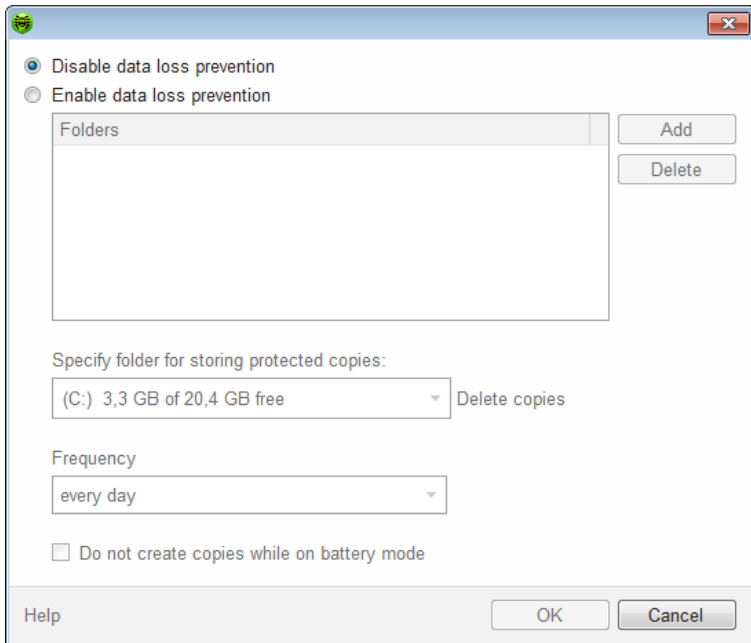 Disable data loss prevention
Enable data loss prevention
Folders
Add
Delete
Specify folder for storing protected copies:
(C:) 3,3 GB of 20,4 GB free
Delete copies
Frequency
every day
Do not create copies while on battery mode
Help
OK
Cancel